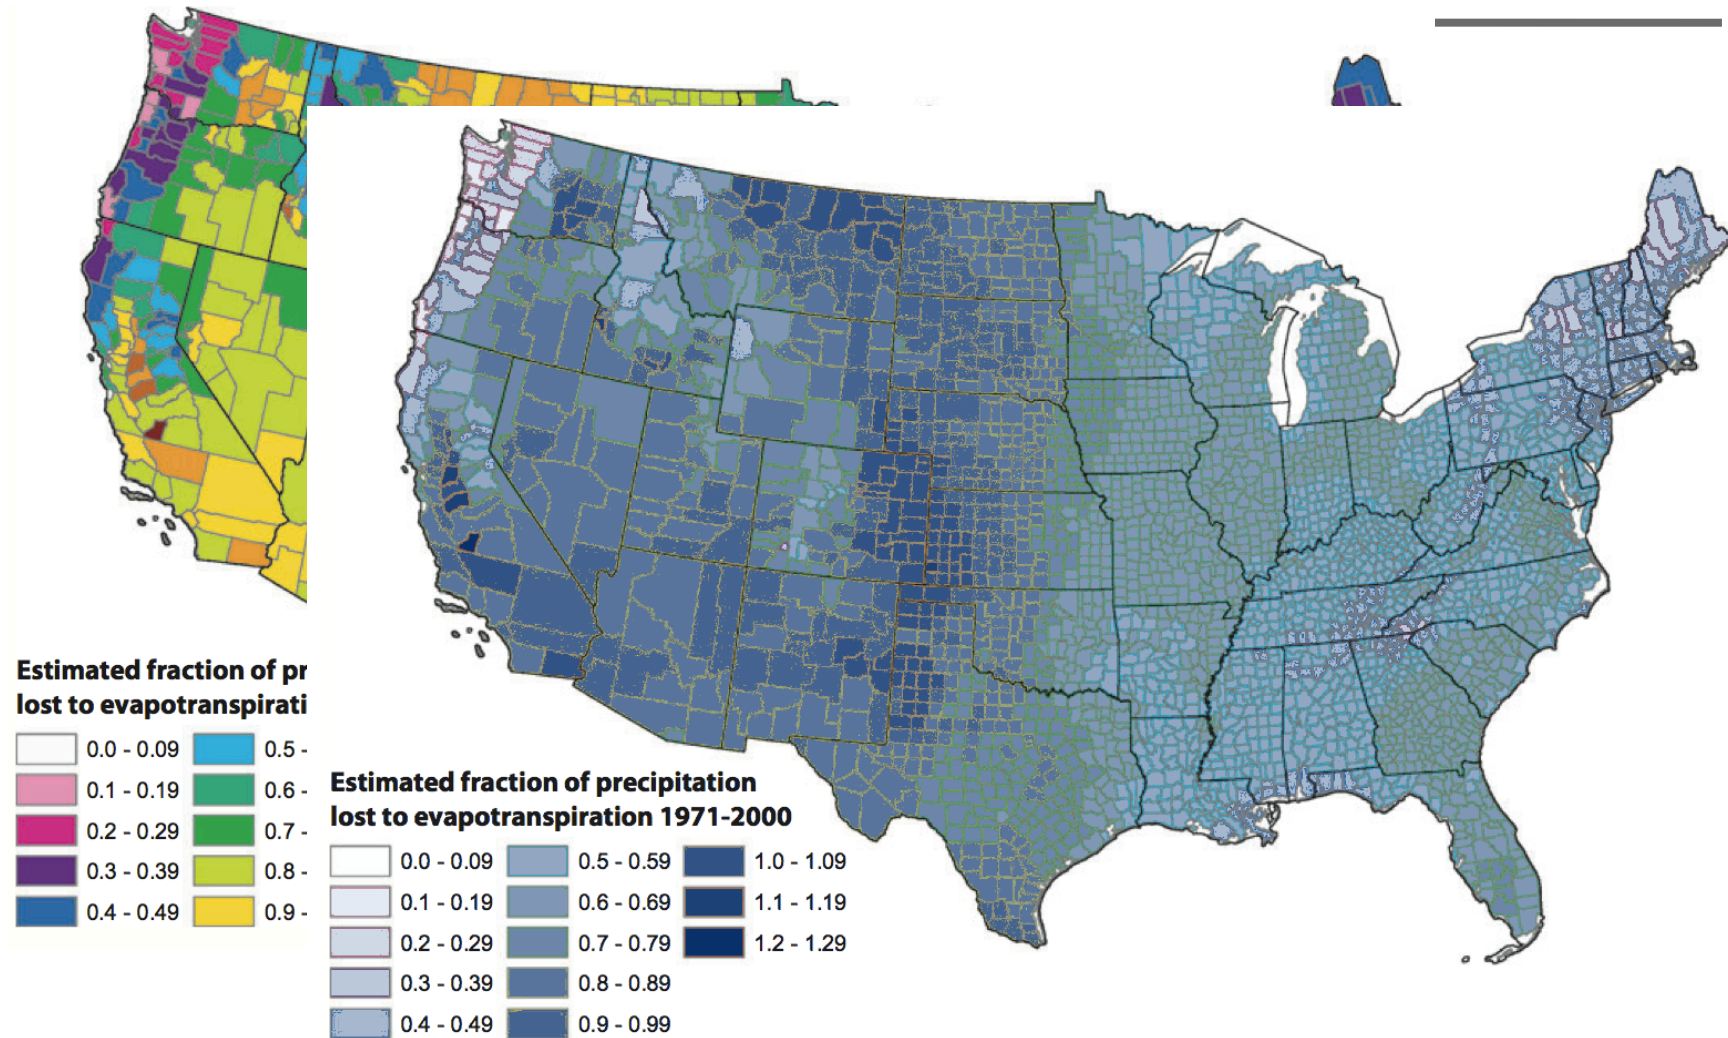 Estimated fraction of pr
lost to evapotranspirati
0.0 - 0.09
0.1 - 0.19
0.2 - 0.29
0.3 - 0.39
0.4 - 0.49
0.5 -
0.6 -
0.7 -
0.8 -
0.9 -
Estimated fraction of precipitation
lost to evapotranspiration 1971-2000
0.0 - 0.09
0.1 - 0.19
0.2 - 0.29
0.3 - 0.39
0.4 - 0.49
0.5 - 0.59
0.6 - 0.69
0.7 - 0.79
0.8 - 0.89
0.9 - 0.99
1.0 - 1.09
1.1 - 1.19
1.2 - 1.29